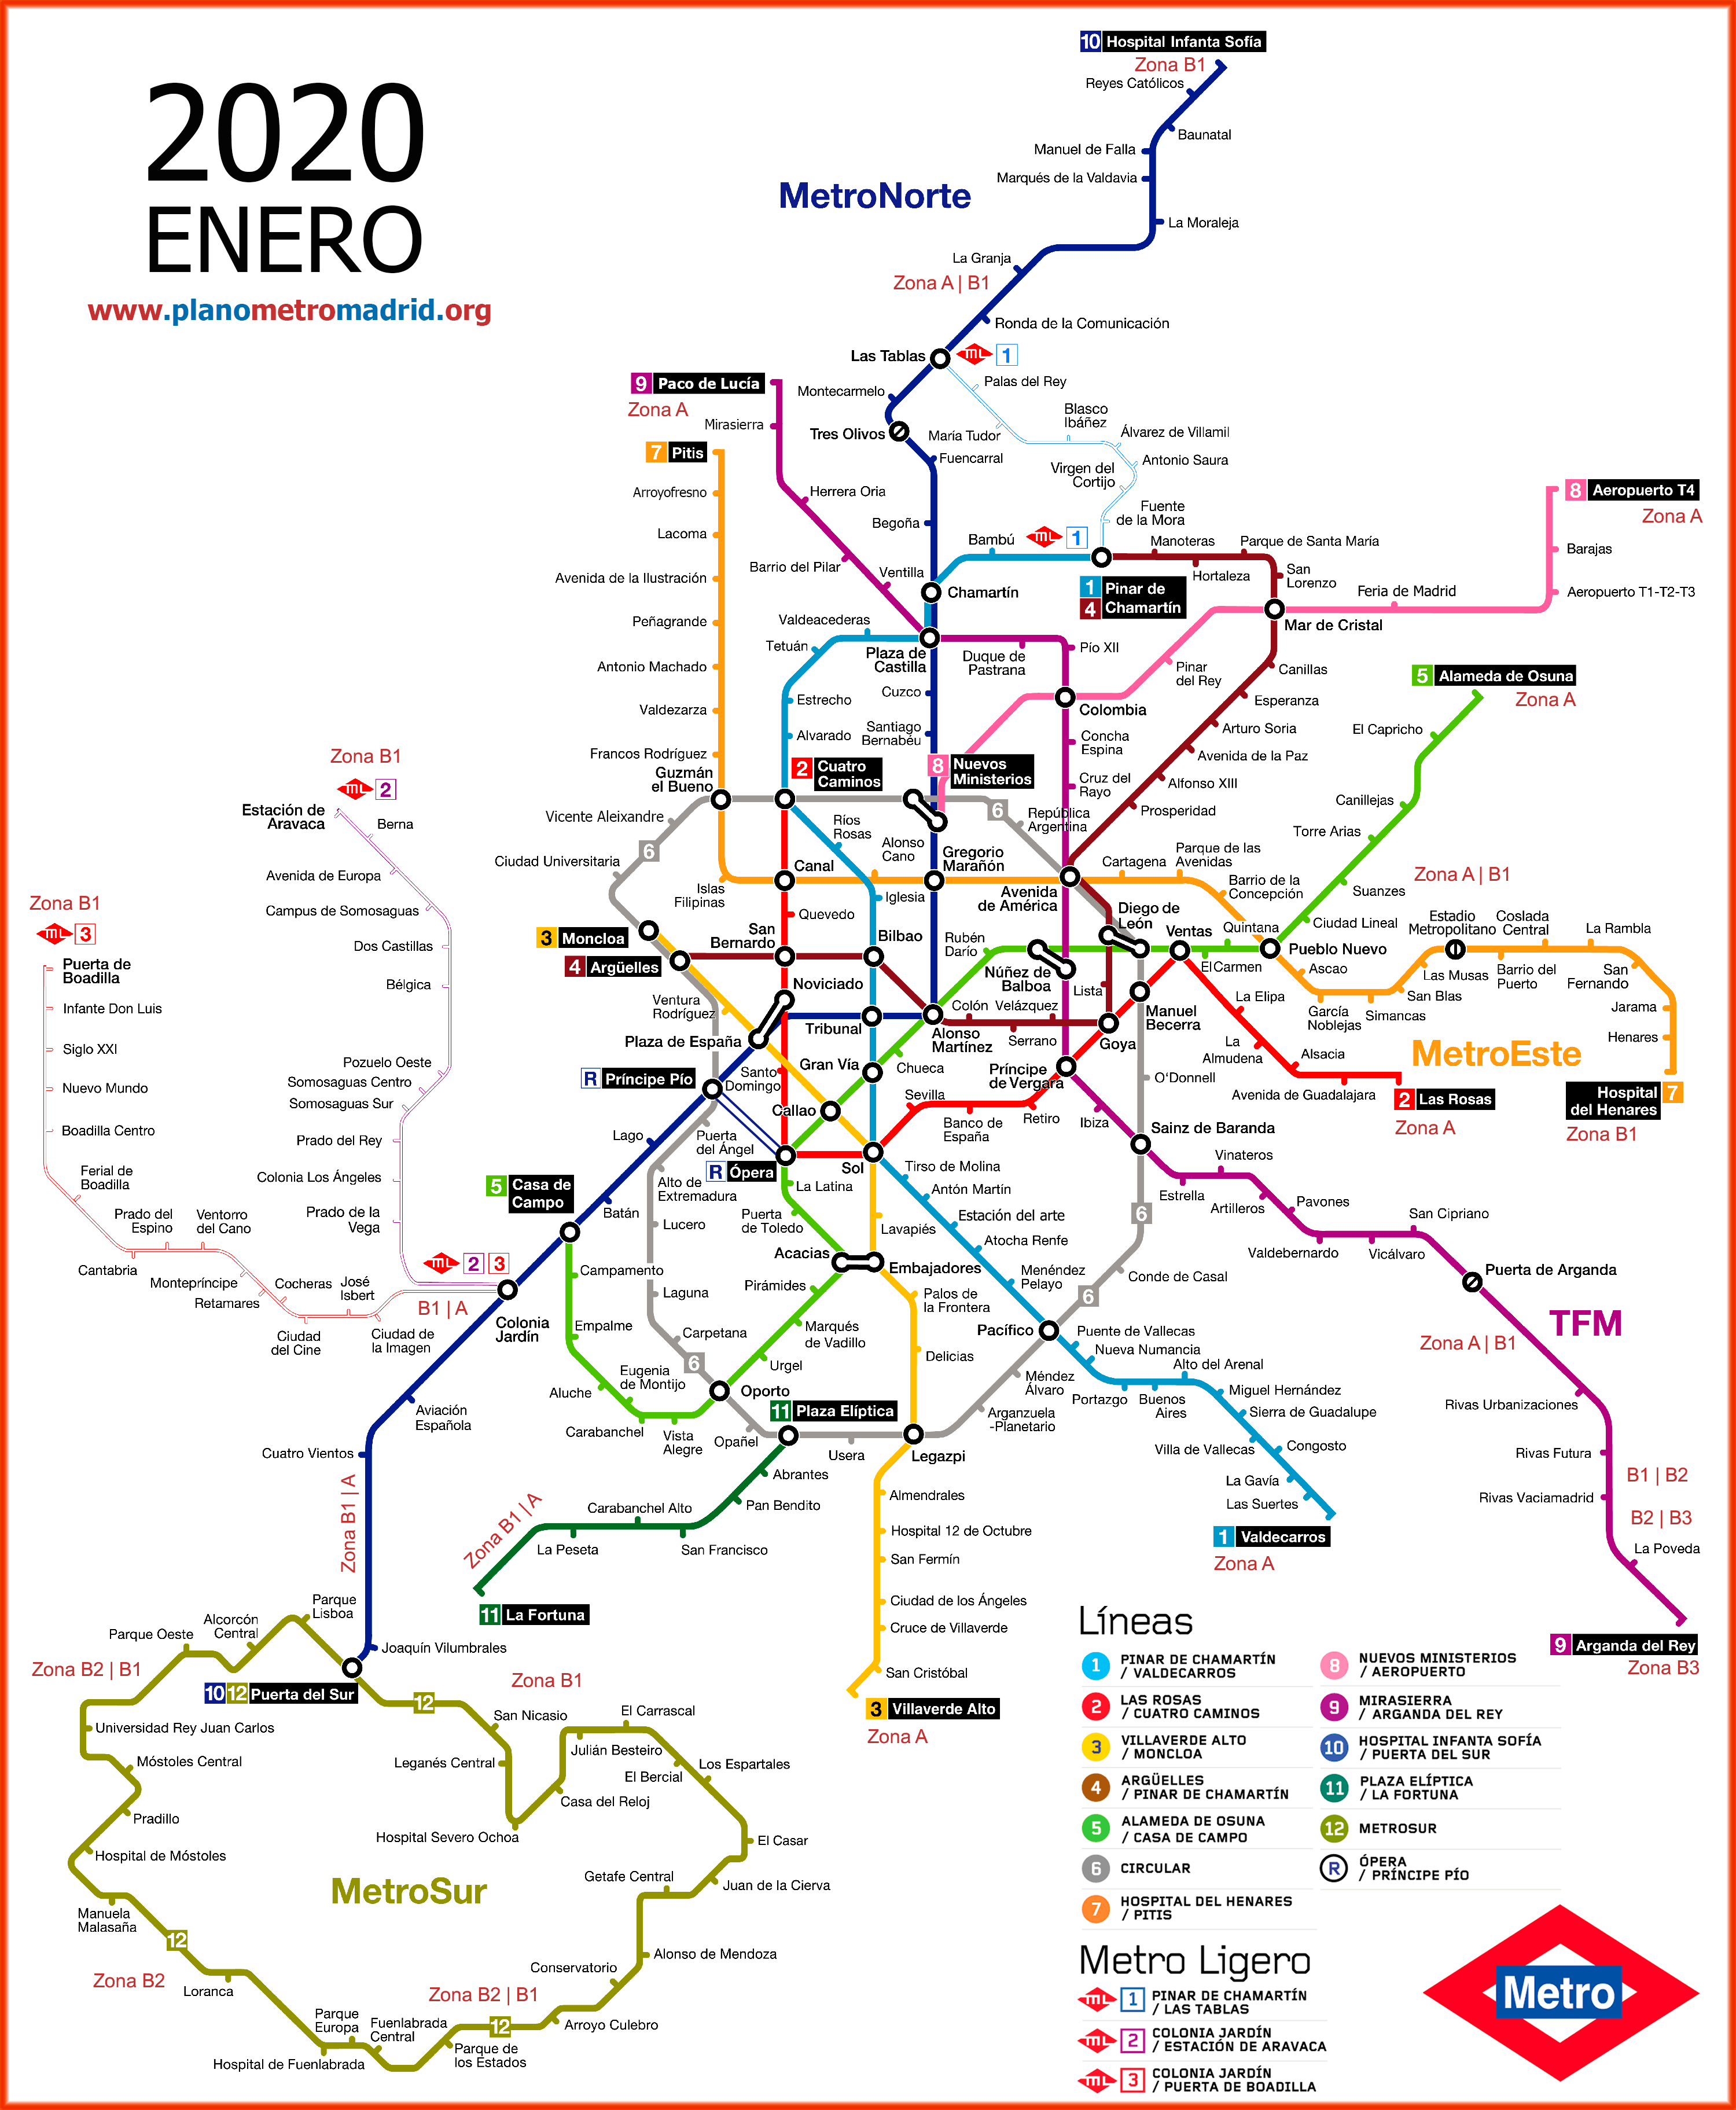 2020
ENERO
www.planometromadrid.org
10 Hospital Infanta Sofía
Zona B1
Reyes Católicos
Baunatal
Manuel de Falla
Marqués de la Valdavia
MetroNorte
La Moraleja
La Granja
Zona A | B1
Ronda de la Comunicación
Las Tablas
mL 1
9 Paco de Lucía
Zona A
Palas del Rey
Montecarmelo
Blasco
Ibáñez
Mirasierra
Tres Olivos
María Tudor
Álvarez de Villamil
7 Pitis
Fuencarral
Antonio Saura
Virgen del
Cortijo
Arroyofresno
Herrera Oria
8 Aeropuerto T4
Zona A
Fuente
de la Mora
Begoña
Lacoma
Bambú
mL 1
Manoteras
Parque de Santa María
Barajas
Barrio del Pilar
Ventilla
Avenida de la Ilustración
Hortaleza
San
Lorenzo
Chamartín
1 Pinar de
4 Chamartín
Feria de Madrid
Aeropuerto T1-T2-T3
Peñagrande
Valdeacederas
Mar de Cristal
Tetuán
Plaza de
Castilla
Duque de
Pastrana
Pío XII
Antonio Machado
Pinar
del Rey
Canillas
5 Alameda de Osuna
Zona A
Cuzco
Estrecho
Esperanza
Valdezarza
Colombia
Santiago
Bernabéu
Alvarado
Concha
Espina
Arturo Soria
El Capricho
Francos Rodríguez
Avenida de la Paz
Zona B1
mL 2
Guzmán
el Bueno
2 Cuatro
Caminos
8 Nuevos
Ministerios
Cruz del
Rayo
Alfonso XIII
Canillejas
Estación de
Aravaca
Berna
Vicente Aleixandre
6
Ríos
Rosas
6
República
Argentina
Prosperidad
Torre Arias
Ciudad Universitaria
Alonso
Cano
Gregorio
Marañón
Cartagena
Parque de las
Avenidas
Avenida de Europa
Canal
Islas
Filipinas
Iglesia
Avenida
de América
Barrio de la
Concepción
Suanzes
Zona A | B1
Zona B1
mL 3
Campus de Somosaguas
Quevedo
Diego de
León
Quintana
Ciudad Lineal
Estadio
Metropolitano
Coslada
Central
La Rambla
3 Moncloa
San
Bernardo
Bilbao
Rubén
Darío
Ventas
Pueblo Nuevo
Dos Castillas
4 Argüelles
El Carmen
Ascao
Las Musas
Barrio del
Puerto
San
Fernando
Puerta de
Boadilla
Bélgica
Noviciado
Núñez de
Balboa
Lista
La Elipa
San Blas
Infante Don Luis
Ventura
Rodríguez
Colón
Velázquez
Manuel
Becerra
García
Noblejas
Simancas
Jarama
Plaza de España
Tribunal
Alonso
Martínez
Serrano
Goya
La
Almudena
Alsacia
Henares
Siglo XXI
Pozuelo Oeste
Gran Vía
Chueca
Príncipe
de Vergara
MetroEste
Somosaguas Centro
R Príncipe Pío
Santo
Domingo
O'Donnell
Avenida de Guadalajara
2 Las Rosas
Zona A
Hospital
del Henares 7
Zona B1
Nuevo Mundo
Somosaguas Sur
Callao
Sevilla
Banco de
España
Retiro
Ibiza
Boadilla Centro
Prado del Rey
Lago
Puerta
del Ángel
Sainz de Baranda
Colonia Los Ángeles
R Ópera
Sol
Tirso de Molina
Vinateros
Ferial de
Boadilla
5 Casa de
Campo
Alto de
Extremadura
La Latina
Antón Martín
Estrella
Artilleros
Pavones
Prado del
Espino
Ventorro
del Cano
Prado de la
Vega
Batán
Lucero
Puerta
de Toledo
Lavapiés
Estación del arte
6
San Cipriano
Atocha Renfe
Valdebernardo
Vicálvaro
Cantabria
Montepríncipe
mL 2 3
Campamento
Acacias
Embajadores
Menéndez
Pelayo
Conde de Casal
Puerta de Arganda
Retamares
Cocheras
José
Isbert
B1 | A
Laguna
Pirámides
Palos de
la Frontera
6
Ciudad
del Cine
Ciudad de
la Imagen
Colonia
Jardín
Empalme
Carpetana
Marqués
de Vadillo
Pacífico
Puente de Vallecas
Nueva Numancia
TFM
Zona A | B1
6
Eugenia
de Montijo
Urgel
Delicias
Alto del Arenal
Aluche
Oporto
Méndez
Álvaro
Portazgo
Buenos
Aires
Miguel Hernández
Rivas Urbanizaciones
Aviación
Española
11 Plaza Elíptica
Arganzuela
-Planetario
Sierra de Guadalupe
Carabanchel
Vista
Alegre
Opañel
Usera
Legazpi
Villa de Vallecas
Congosto
Cuatro Vientos
Rivas Futura
Zona B1 | A
Abrantes
La Gavía
B1 | B2
Rivas Vaciamadrid
Zona B1 | A
Carabanchel Alto
Pan Bendito
Almendrales
Las Suertes
B2 | B3
La Peseta
San Francisco
Hospital 12 de Octubre
1 Valdecarros
Zona A
La Poveda
San Fermín
11 La Fortuna
Ciudad de los Ángeles
Cruce de Villaverde
9 Arganda del Rey
Zona B3
Parque
Lisboa
Alcorcón
Central
Parque Oeste
Joaquín Vilumbrales
San Cristóbal
Zona B2 | B1
10 12 Puerta del Sur
Zona B1
3 Villaverde Alto
Zona A
12
San Nicasio
El Carrascal
Universidad Rey Juan Carlos
Julián Besteiro
Móstoles Central
Leganés Central
El Bercial
Los Espartales
Pradillo
Casa del Reloj
Hospital Severo Ochoa
El Casar
Hospital de Móstoles
Getafe Central
Juan de la Cierva
MetroSur
Manuela
Malasaña
12
Alonso de Mendoza
Zona B2
Conservatorio
Loranca
Zona B2 | B1
Parque
Europa
Fuenlabrada
Central
12
Arroyo Culebro
Hospital de Fuenlabrada
Parque de
los Estados
Líneas
1 PINAR DE CHAMARTÍN
/ VALDECARROS
2 LAS ROSAS
/ CUATRO CAMINOS
3 VILLAVERDE ALTO
/ MONCLOA
4 ARGÜELLES
/ PINAR DE CHAMARTÍN
5 ALAMEDA DE OSUNA
/ CASA DE CAMPO
6 CIRCULAR
7 HOSPITAL DEL HENARES
/ PITIS
8 NUEVOS MINISTERIOS
/ AEROPUERTO
9 MIRASIERRA
/ ARGANDA DEL REY
10 HOSPITAL INFANTA SOFÍA
/ PUERTA DEL SUR
11 PLAZA ELÍPTICA
/ LA FORTUNA
12 METROSUR
R ÓPERA
/ PRÍNCIPE PÍO
Metro Ligero
mL 1 PINAR DE CHAMARTÍN
/ LAS TABLAS
mL 2 COLONIA JARDÍN
/ ESTACIÓN DE ARAVACA
mL 3 COLONIA JARDÍN
/ PUERTA DE BOADILLA
Metro